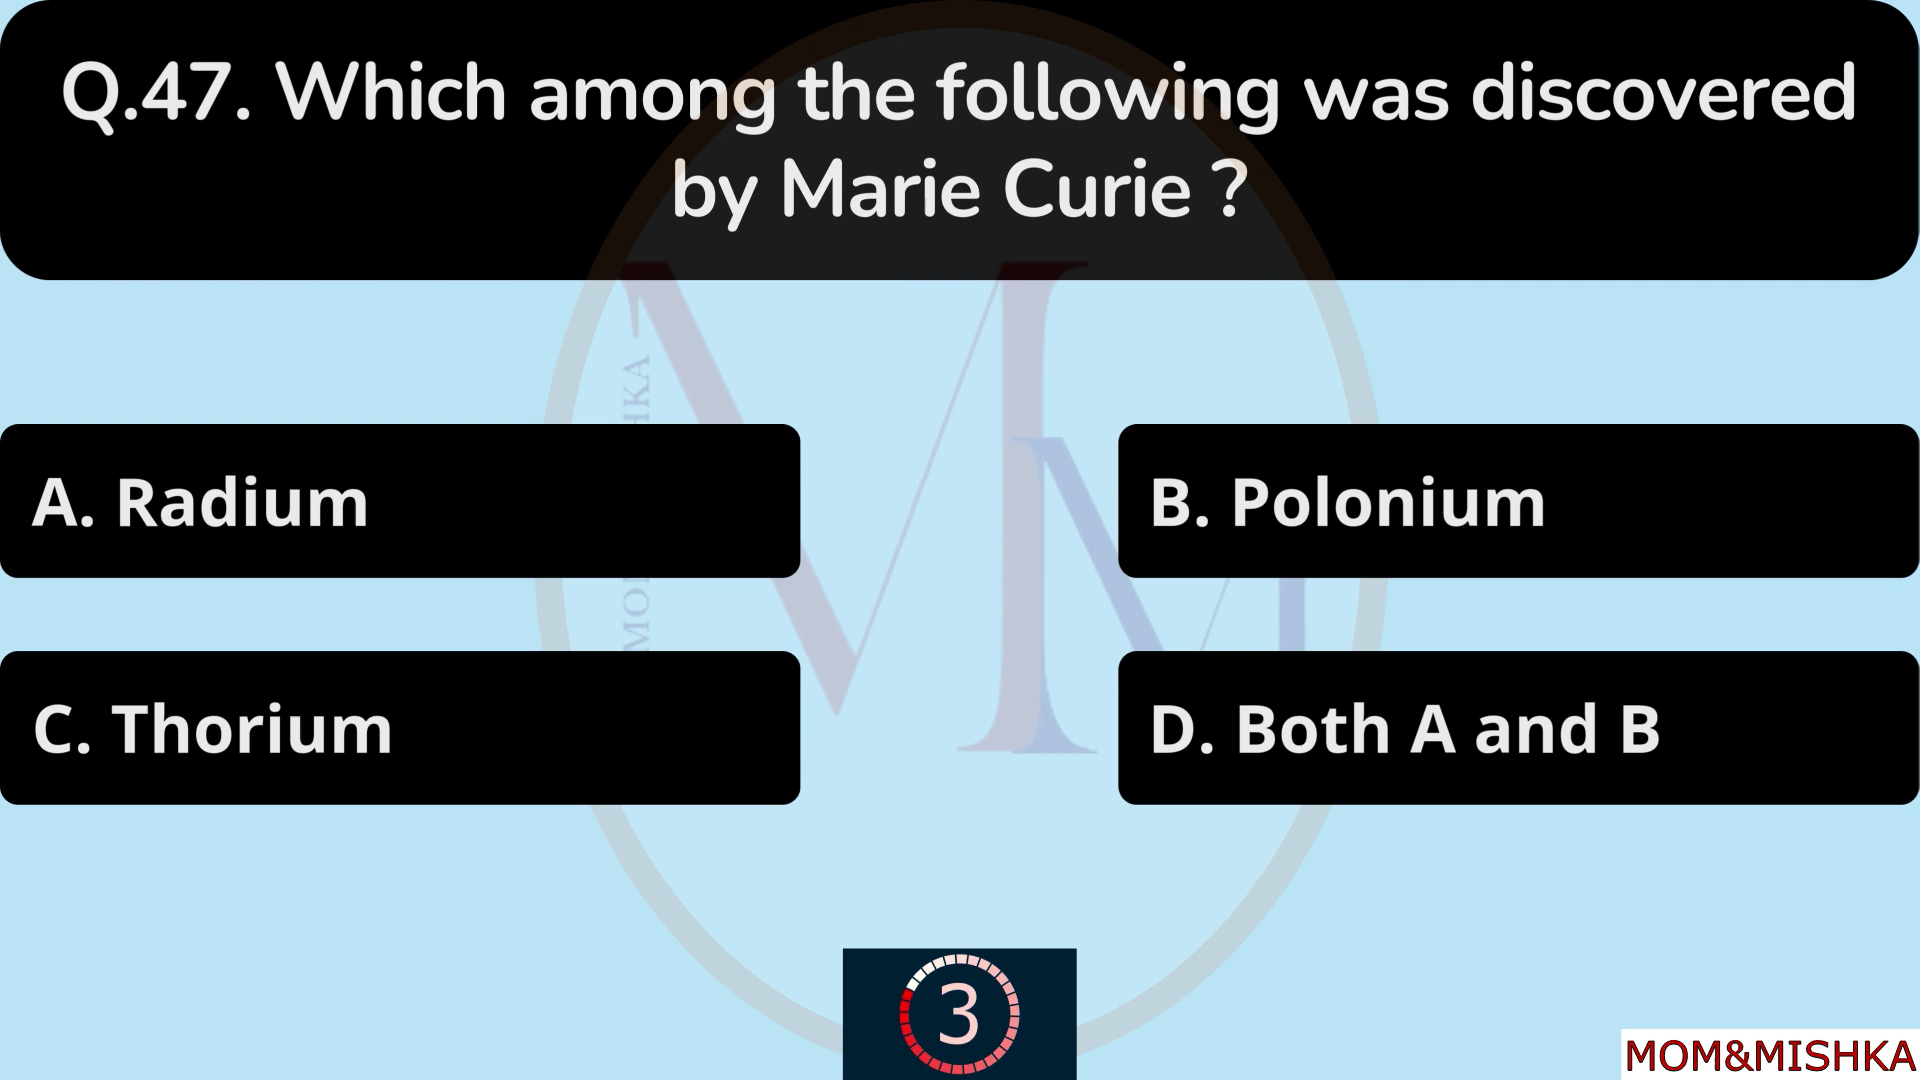 Q.47. Which among the following was discovered
by Marie Curie ?
A. Radium
B. Polonium
C. Thorium
D. Both A and B
3
MOM&MISHKA